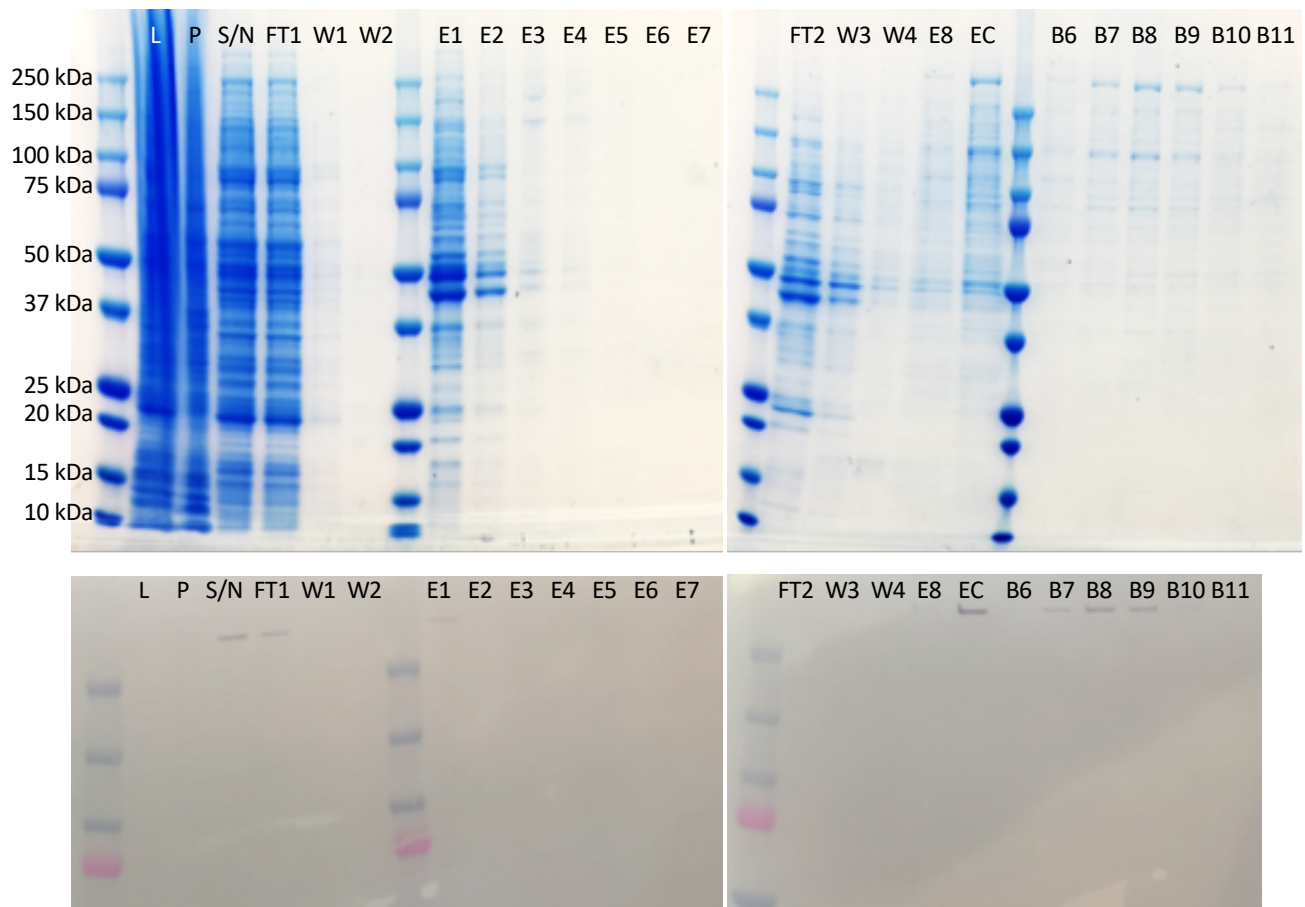 L P S/N FT1 W1 W2 E1 E2 E3 E4 E5 E6 E7
FT2 W3 W4 E8 EC B6 B7 B8 B9 B10 B11
250 kDa
150 kDa
100 kDa
75 kDa
50 kDa
37 kDa
25 kDa
20 kDa
15 kDa
10 kDa
L P S/N FT1 W1 W2 E1 E2 E3 E4 E5 E6 E7
FT2 W3 W4 E8 EC B6 B7 B8 B9 B10 B11